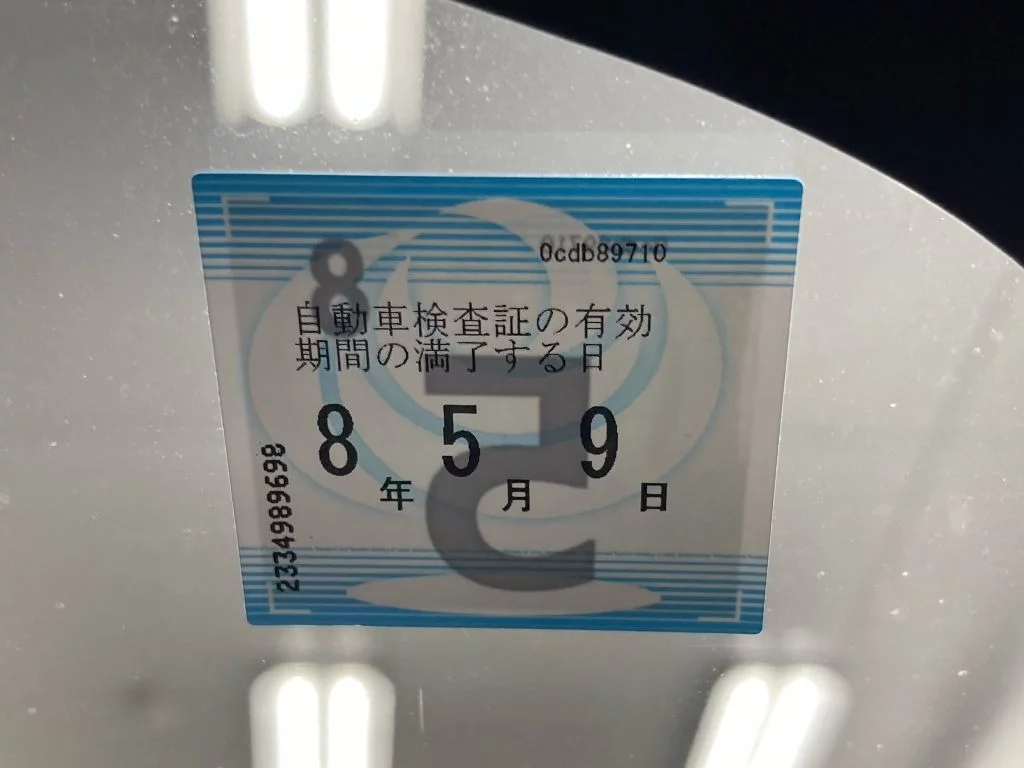 0cdb89710
8
自動車検査証の有効
期間の満了する日
8年 5月 9日
5
2334989698